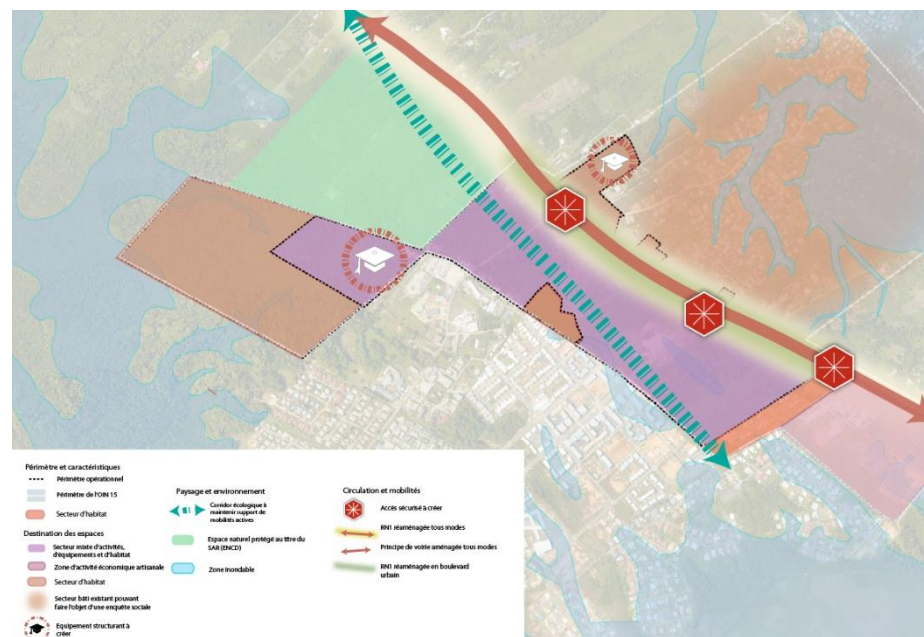 Périmètre et caractéristiques
Périmètre opérationnel
Périmètre de l'OIN 15
Secteur d'habitat
Destination des espaces
Secteur mixte d'activités,
d'équipements et d'habitat
Zone d'activité économique artisanale
Secteur d'habitat
Secteur bâti existant pouvant
faire l'objet d'une enquête sociale
Equipement structurant à
créer
Paysage et environnement
Corridor écologique à
maintenir support de
mobilités actives
Espace naturel protégé au titre du
SAR (ENCD)
Zone inondable
Circulation et mobilités
Accès sécurisé à créer
RN1 réaménagée tous modes
Principe de voirie aménagée tous modes
RN1 réaménagée en boulevard
urbain